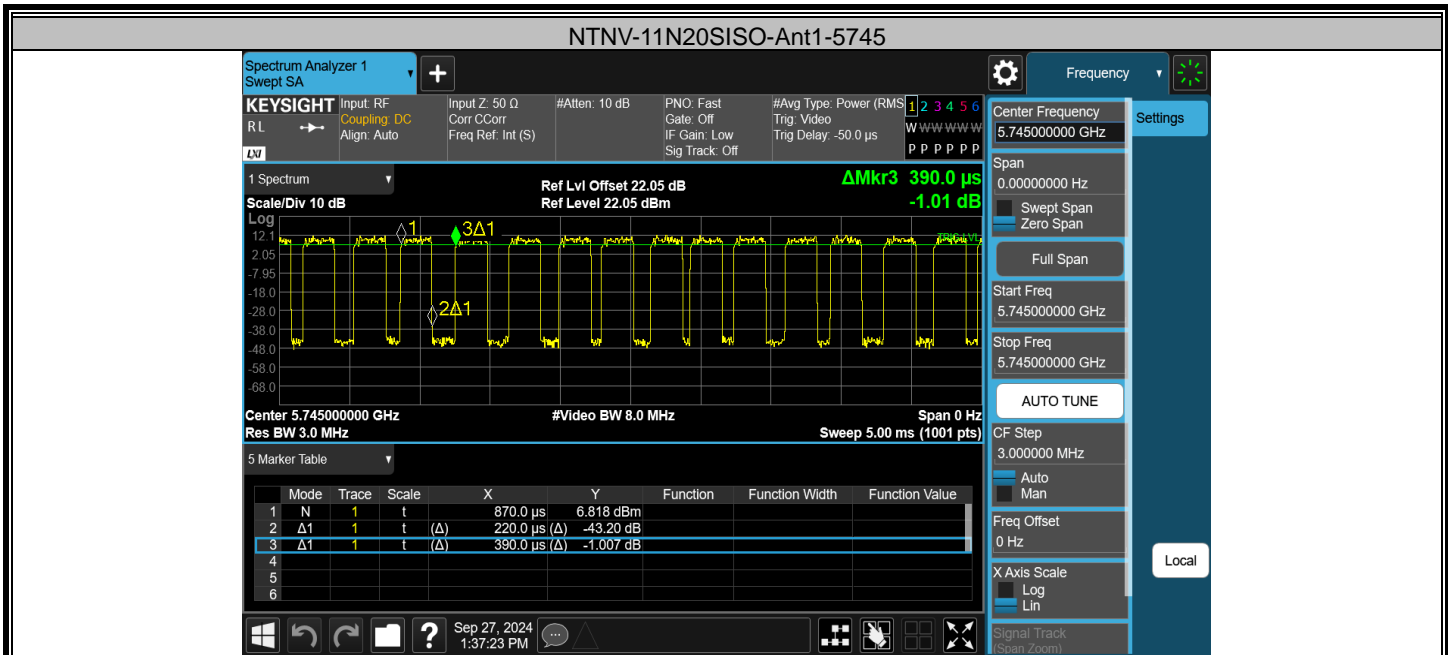 NTNV-11N20SISO-Ant1-5745
Spectrum Analyzer 1
Swept SA
Frequency
KEYSIGHT
RL
LXI
Input: RF
Coupling: DC
Align: Auto
Input Z: 50 Ω
Corr CCorr
Freq Ref: Int (S)
#Atten: 10 dB
PNO: Fast
Gate: Off
IF Gain: Low
Sig Track: Off
#Avg Type: Power (RMS
Trig: Video
Trig Delay: -50.0 µs
1 2 3 4 5 6
W W W W W W
P P P P P P
Center Frequency
5.745000000 GHz
Settings
Span
0.00000000 Hz
Swept Span
Zero Span
Full Span
Start Freq
5.745000000 GHz
Stop Freq
5.745000000 GHz
AUTO TUNE
CF Step
3.000000 MHz
Auto
Man
Freq Offset
0 Hz
X Axis Scale
Log
Lin
Signal Track
(Span Zoom)
Local
1 Spectrum
Scale/Div 10 dB
Ref Lvl Offset 22.05 dB
Ref Level 22.05 dBm
ΔMkr3 390.0 µs
-1.01 dB
Log
12.1
2.05
-7.95
-18.0
-28.0
-38.0
-48.0
-58.0
-68.0
1
3Δ1
2Δ1
TRIG LVL
Center 5.745000000 GHz
#Video BW 8.0 MHz
Span 0 Hz
Res BW 3.0 MHz
Sweep 5.00 ms (1001 pts)
5 Marker Table
Mode Trace Scale X Y Function Function Width Function Value
1 N 1 t 870.0 µs 6.818 dBm
2 Δ1 1 t (Δ) 220.0 µs (Δ) -43.20 dB
3 Δ1 1 t (Δ) 390.0 µs (Δ) -1.007 dB
4
5
6
?
Sep 27, 2024
1:37:23 PM